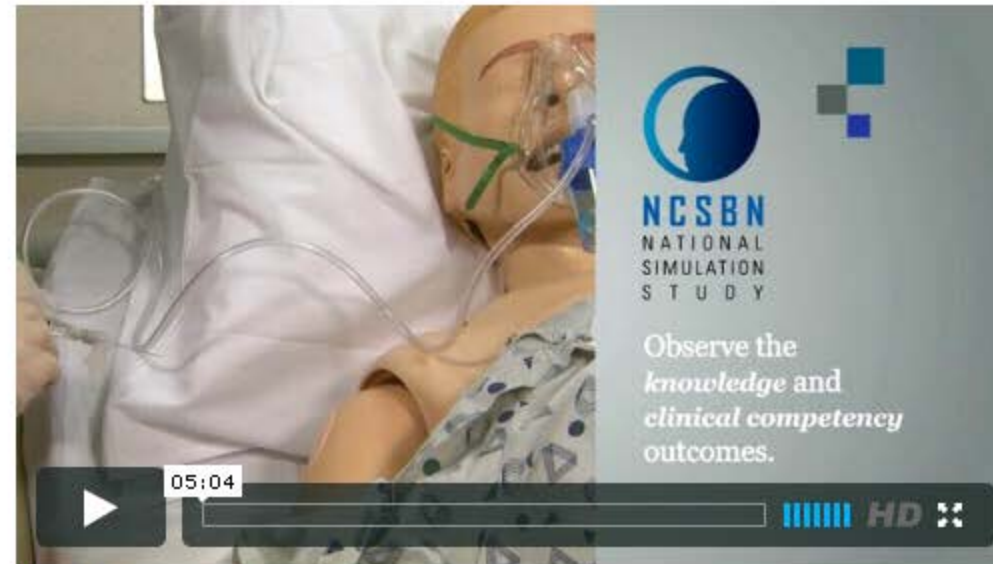 NCSBN
NATIONAL
SIMULATION
STUDY
Observe the
knowledge and
clinical competency
outcomes.
05:04
HD